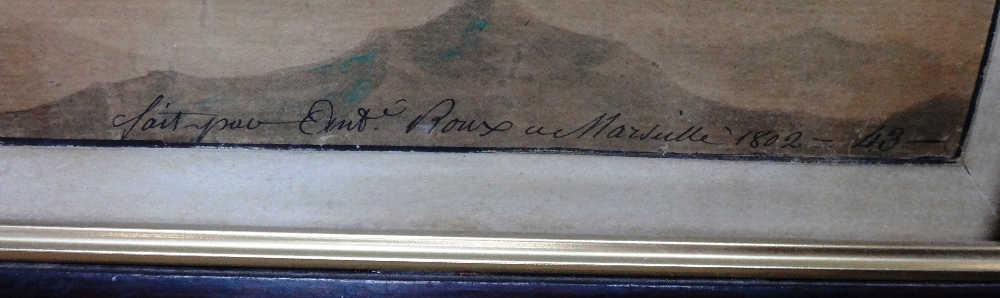 fait par Ant.e Roux a Marseille 1802 - 43 -